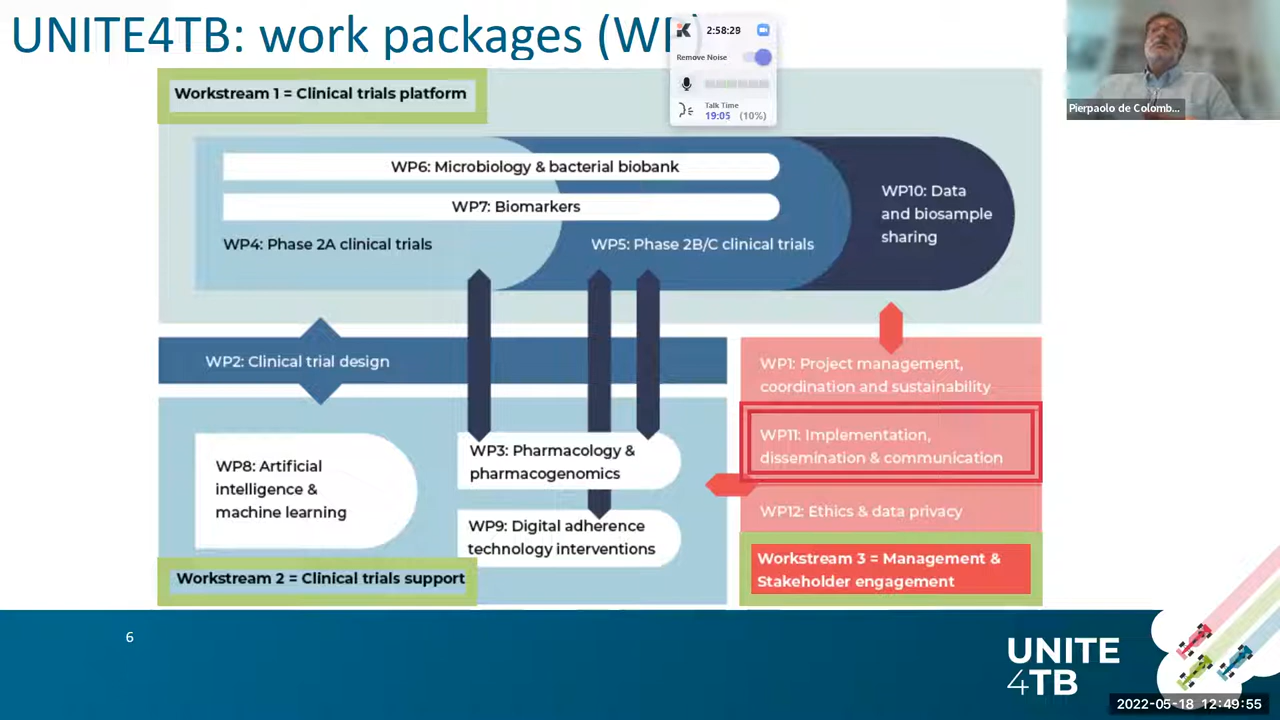 UNITE4TB: work packages (WP)
2:58:29
Remove Noise
Talk Time
19:05 (10%)
Pierpaolo de Colomb...
Workstream 1 = Clinical trials platform
WP6: Microbiology & bacterial biobank
WP7: Biomarkers
WP4: Phase 2A clinical trials
WP5: Phase 2B/C clinical trials
WP10: Data
and biosample
sharing
WP2: Clinical trial design
WP1: Project management,
coordination and sustainability
WP11: Implementation,
dissemination & communication
WP8: Artificial
intelligence &
machine learning
WP3: Pharmacology &
pharmacogenomics
WP9: Digital adherence
technology interventions
WP12: Ethics & data privacy
Workstream 2 = Clinical trials support
Workstream 3 = Management &
Stakeholder engagement
6
UNITE
4TB
2022-05-18 12:49:55